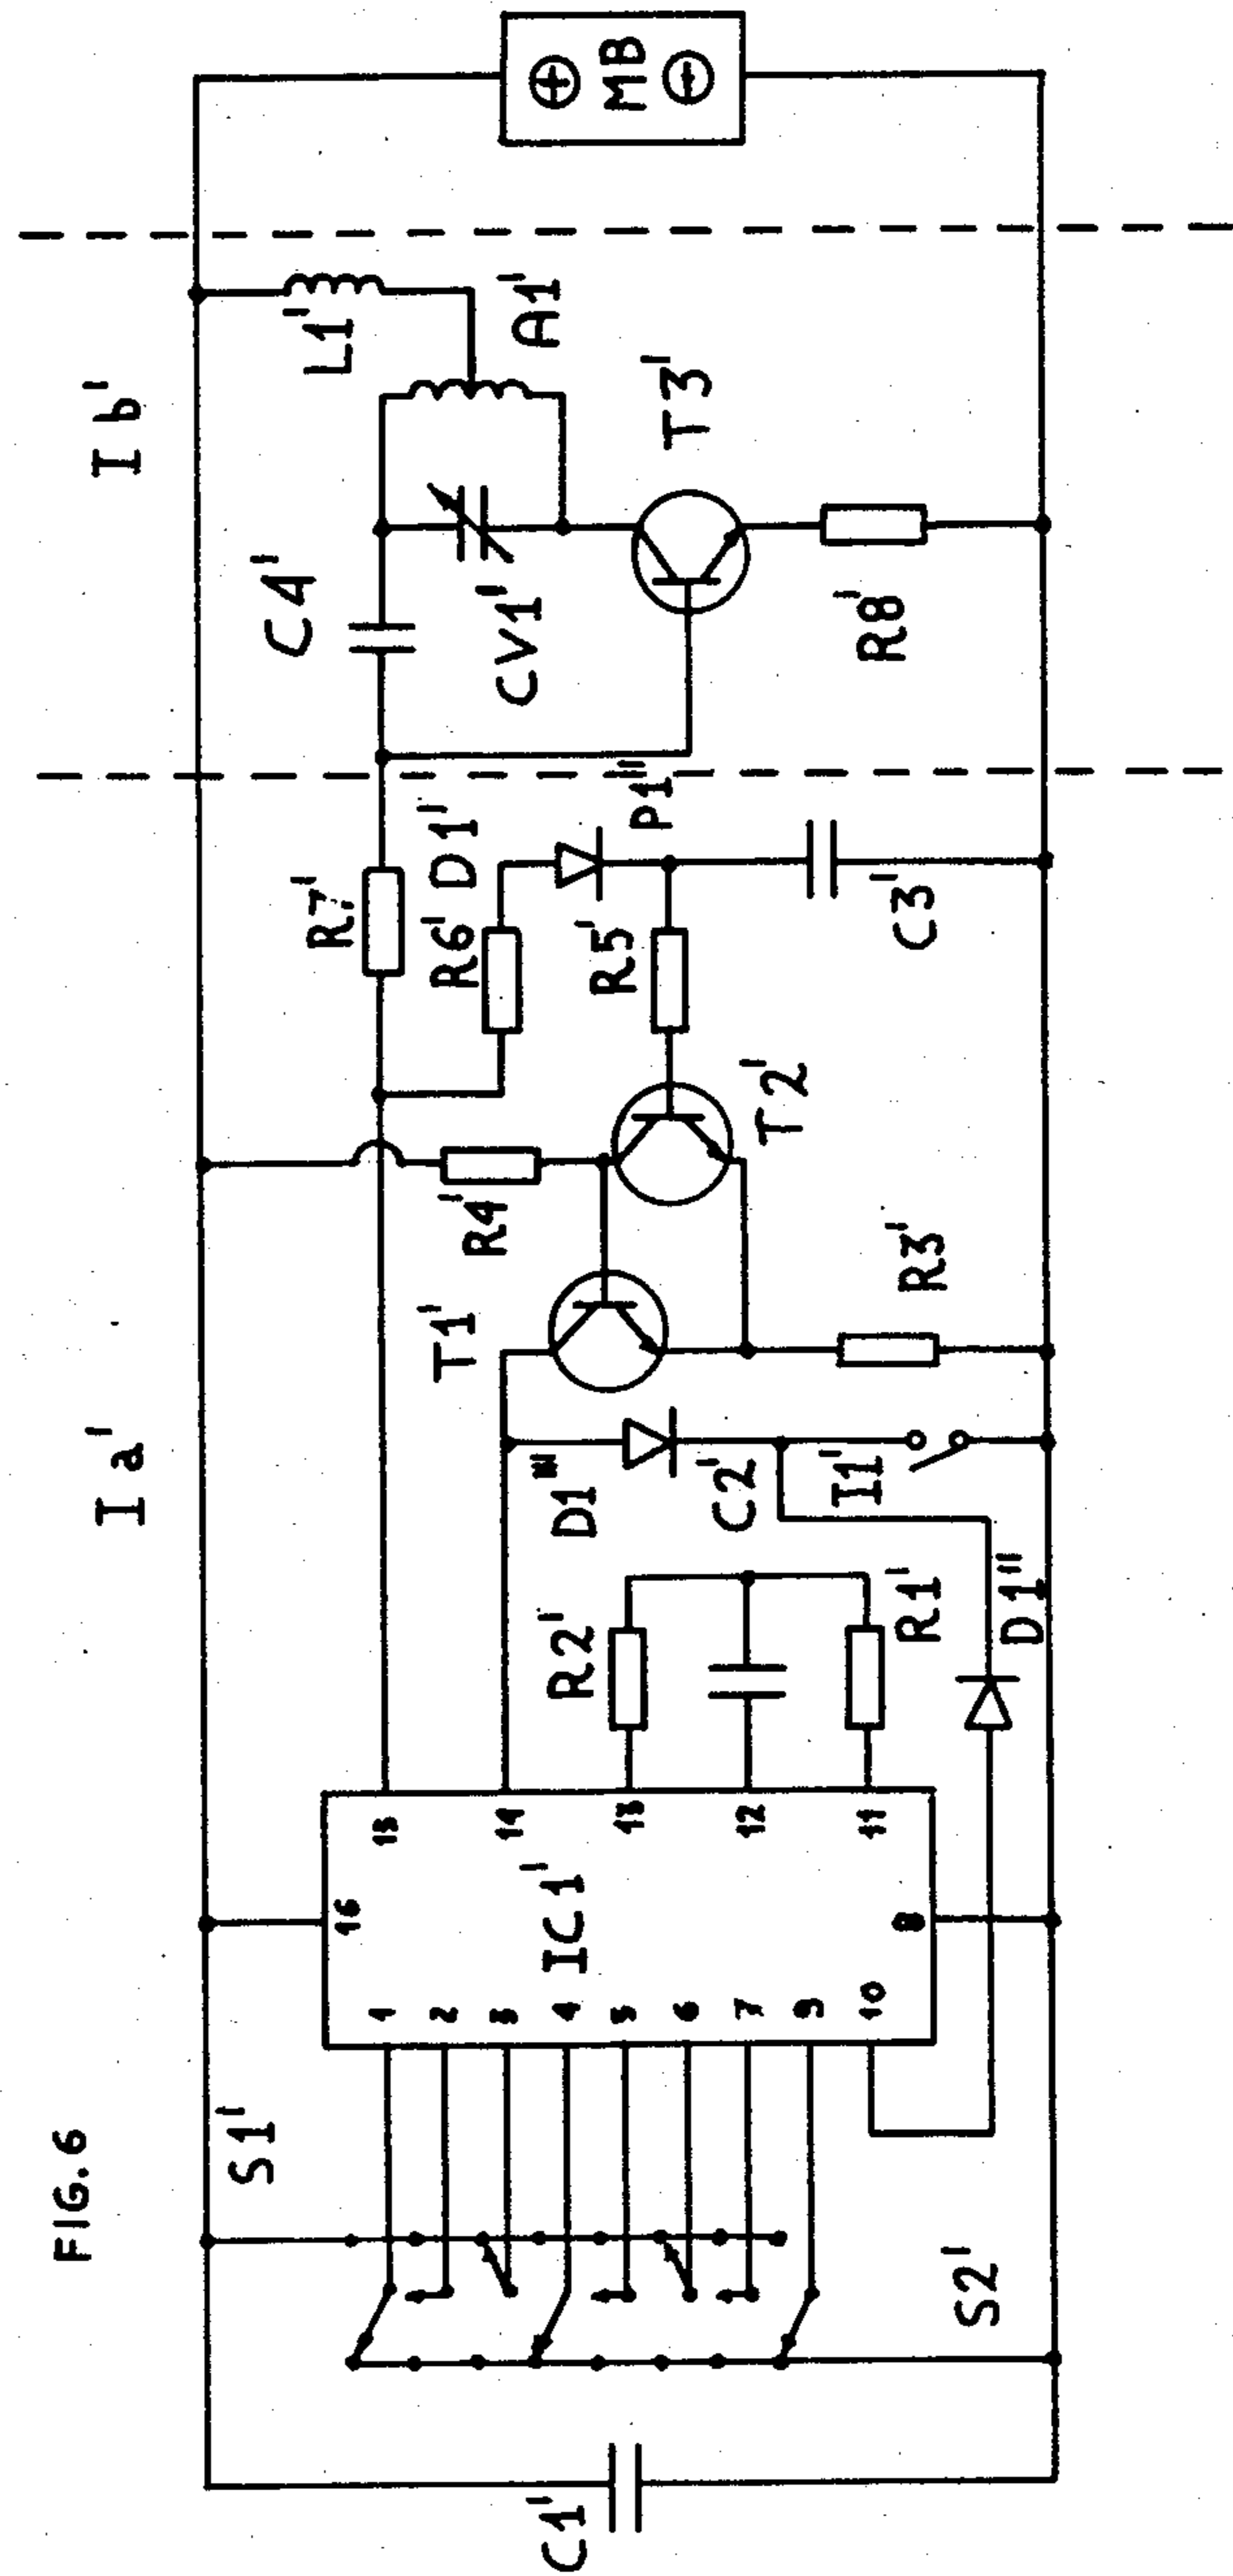 FIG. 6
I a'
I b'
S1'
S2'
C1'
IC1'
16
15
14
13
12
11
1
2
3
4
5
6
7
9
10
8
R2'
C2'
R1'
D1'''
I1'
D1''
T1'
R4'
R3'
T2'
R7'
R6'
D1'
R5'
P1''
C3'
C4'
CV1'
L1'
A1'
T3'
R8'
+
MB
−